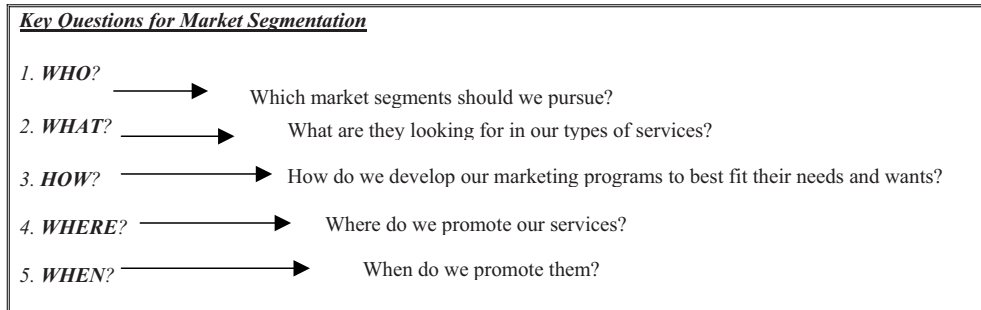 Key Questions for Market Segmentation
1. WHO?
Which market segments should we pursue?
2. WHAT?
What are they looking for in our types of services?
3. HOW?
How do we develop our marketing programs to best fit their needs and wants?
4. WHERE?
Where do we promote our services?
5. WHEN?
When do we promote them?